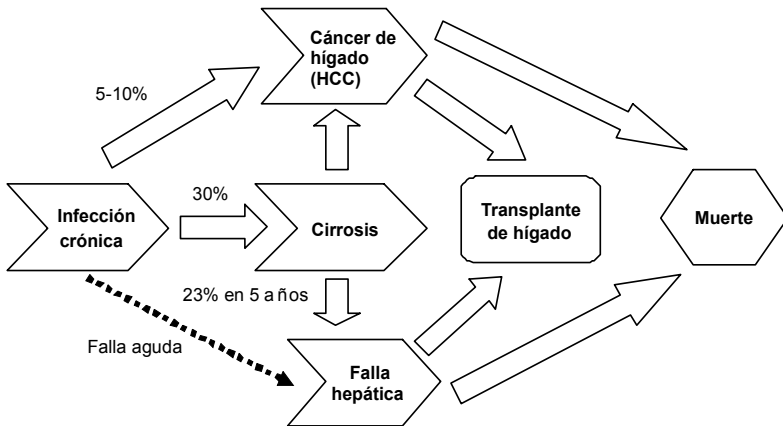 Cáncer de
hígado
(HCC)
5-10%
Infección
crónica
30%
Cirrosis
Transplante
de hígado
Muerte
23% en 5 años
Falla aguda
Falla
hepática